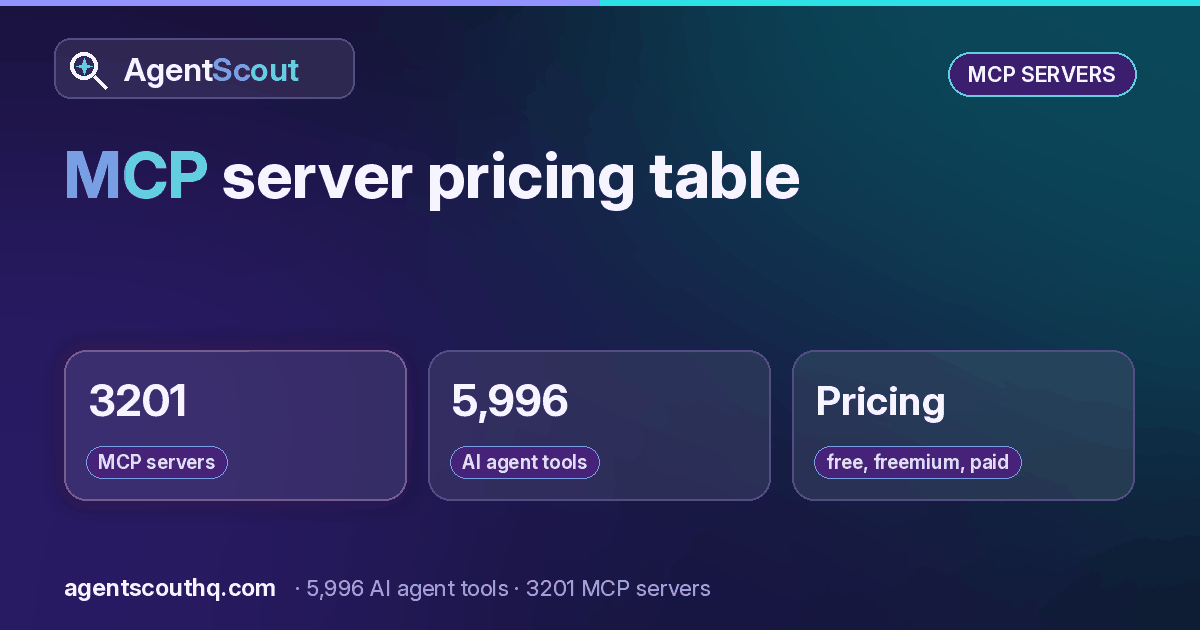 AgentScout
MCP SERVERS
MCP server pricing table
3201
MCP servers
5,996
AI agent tools
Pricing
free, freemium, paid
agentscouthq.com · 5,996 AI agent tools · 3201 MCP servers